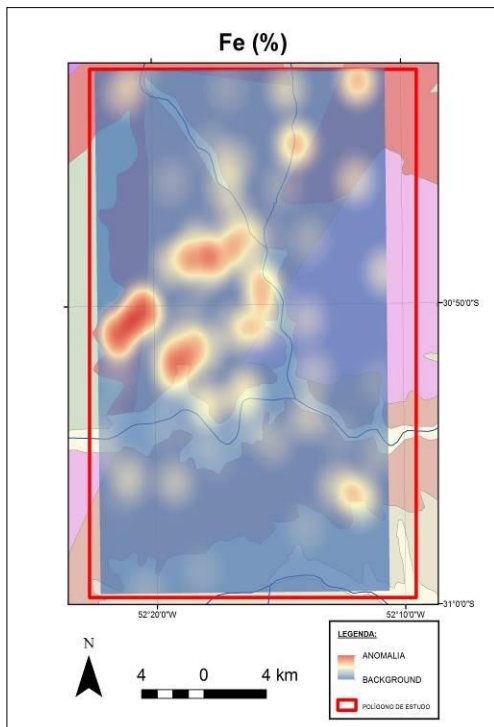 Fe (%)
30°50'0"S
31°0'0"S
52°20'0"W
52°10'0"W
N
4 0 4 km
LEGENDA:
ANOMALIA
BACKGROUND
POLÍGONO DE ESTUDO